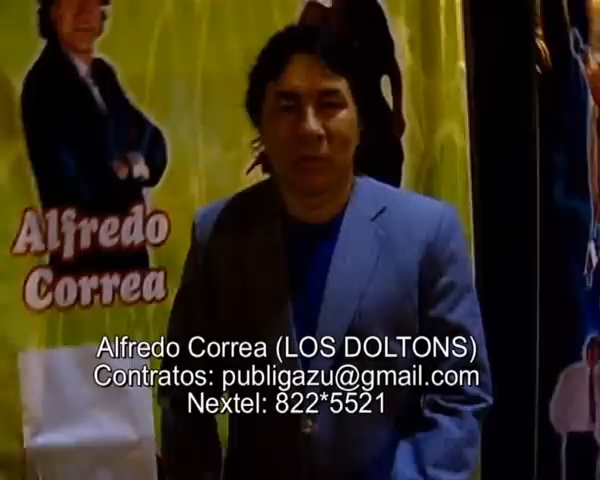 Alfredo
Correa
Alfredo Correa (LOS DOLTONS)
Contratos: publigazu@gmail.com
Nextel: 822*5521